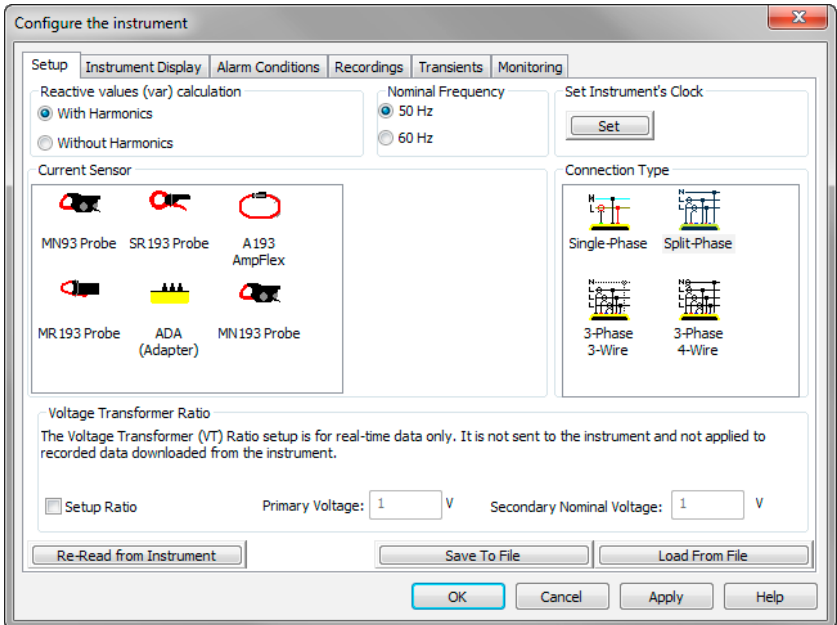 Configure the instrument
Setup
Instrument Display
Alarm Conditions
Recordings
Transients
Monitoring
Reactive values (var) calculation
With Harmonics
Without Harmonics
Nominal Frequency
50 Hz
60 Hz
Set Instrument's Clock
Set
Current Sensor
MN93 Probe
SR193 Probe
A193
AmpFlex
MR193 Probe
ADA
(Adapter)
MN193 Probe
Connection Type
Single-Phase
Split-Phase
3-Phase
3-Wire
3-Phase
4-Wire
Voltage Transformer Ratio
The Voltage Transformer (VT) Ratio setup is for real-time data only. It is not sent to the instrument and not applied to
recorded data downloaded from the instrument.
Setup Ratio
Primary Voltage: 1 V
Secondary Nominal Voltage: 1 V
Re-Read from Instrument
Save To File
Load From File
OK
Cancel
Apply
Help